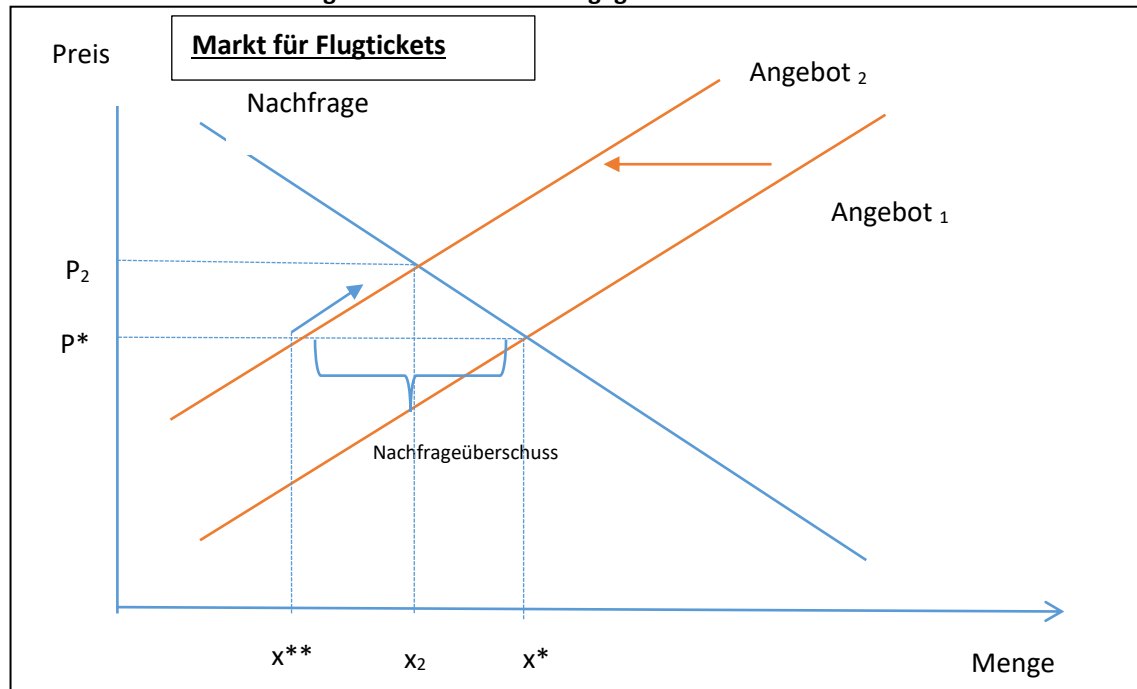 Markt für Flugtickets
Preis
Angebot 2
Nachfrage
Angebot 1
P2
P*
Nachfrageüberschuss
x**
x2
x*
Menge